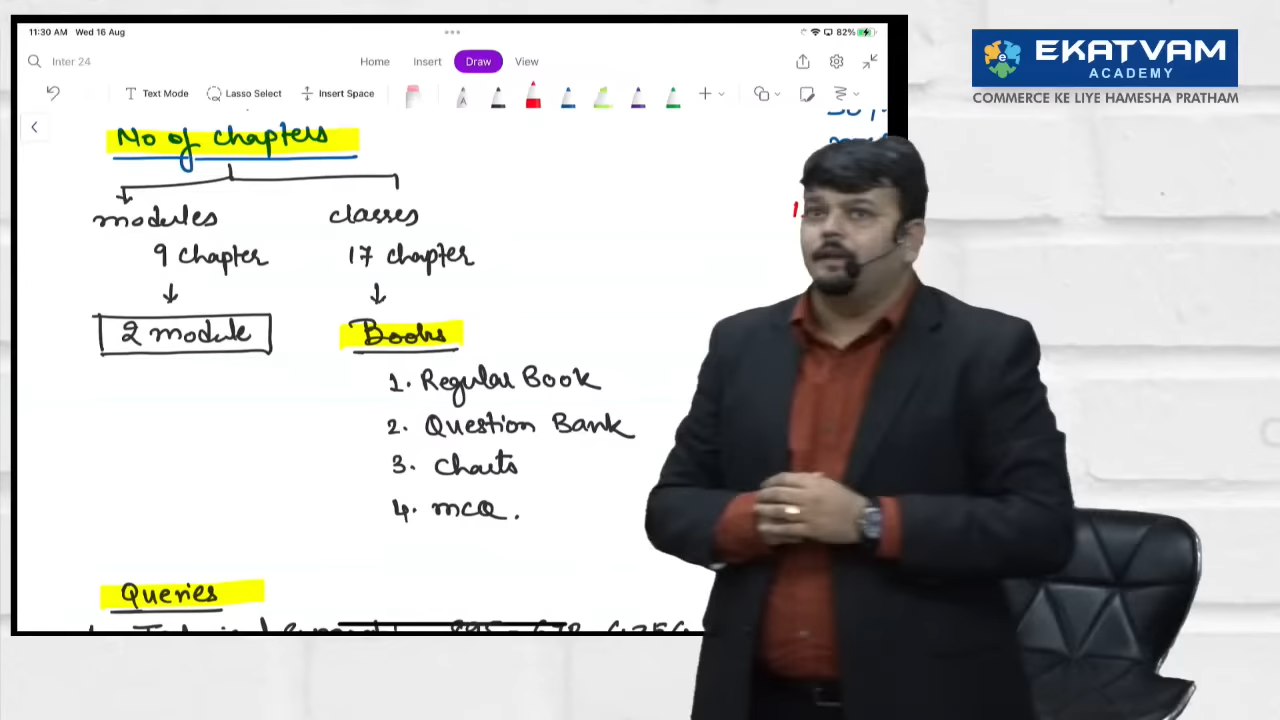 11:30 AM Wed 16 Aug
82%
Inter 24
Home Insert Draw View
Text Mode Lasso Select Insert Space
EKATVAM
ACADEMY
COMMERCE KE LIYE HAMESHA PRATHAM
No of chapters
modules classes
9 chapter 17 chapter
2 module Books
1. Regular Book
2. Question Bank
3. Charts
4. mcQ.
Queries